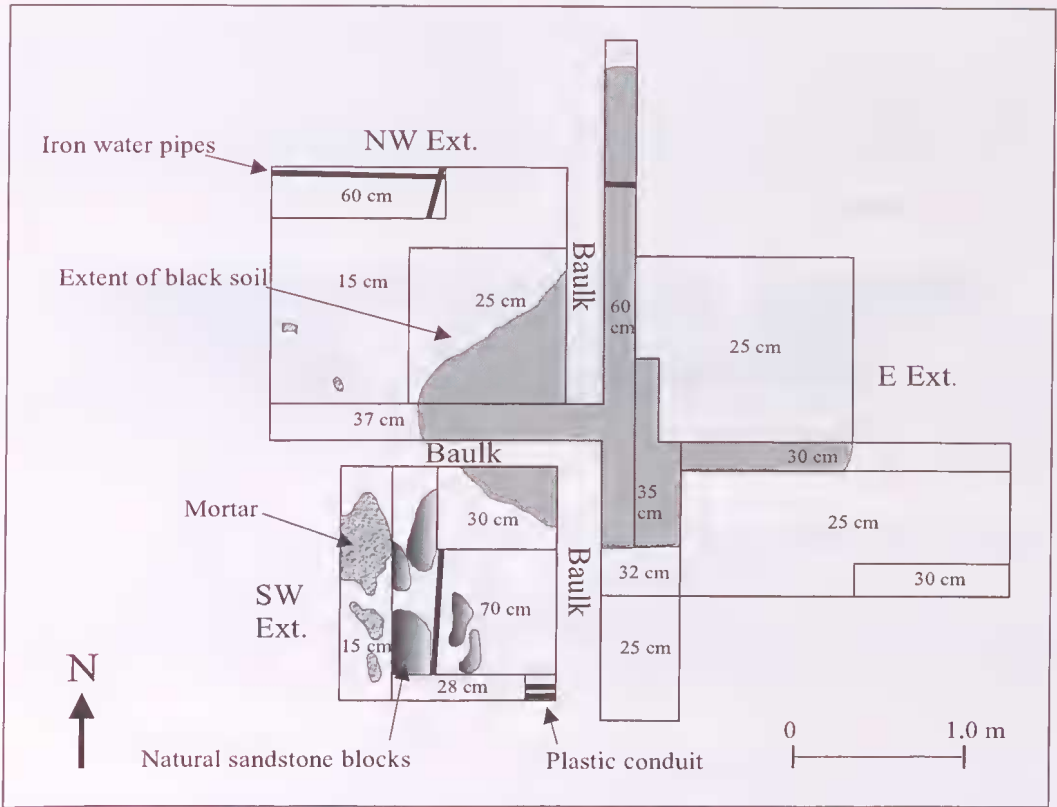 NW Ext.
Iron water pipes
60 cm
Baulk
Extent of black soil
15 cm
25 cm
60
cm
25 cm
E Ext.
37 cm
Baulk
30 cm
Mortar
30 cm
35
cm
25 cm
Baulk
32 cm
30 cm
SW
Ext.
70 cm
15 cm
25 cm
28 cm
N
0
1.0 m
Natural sandstone blocks
Plastic conduit